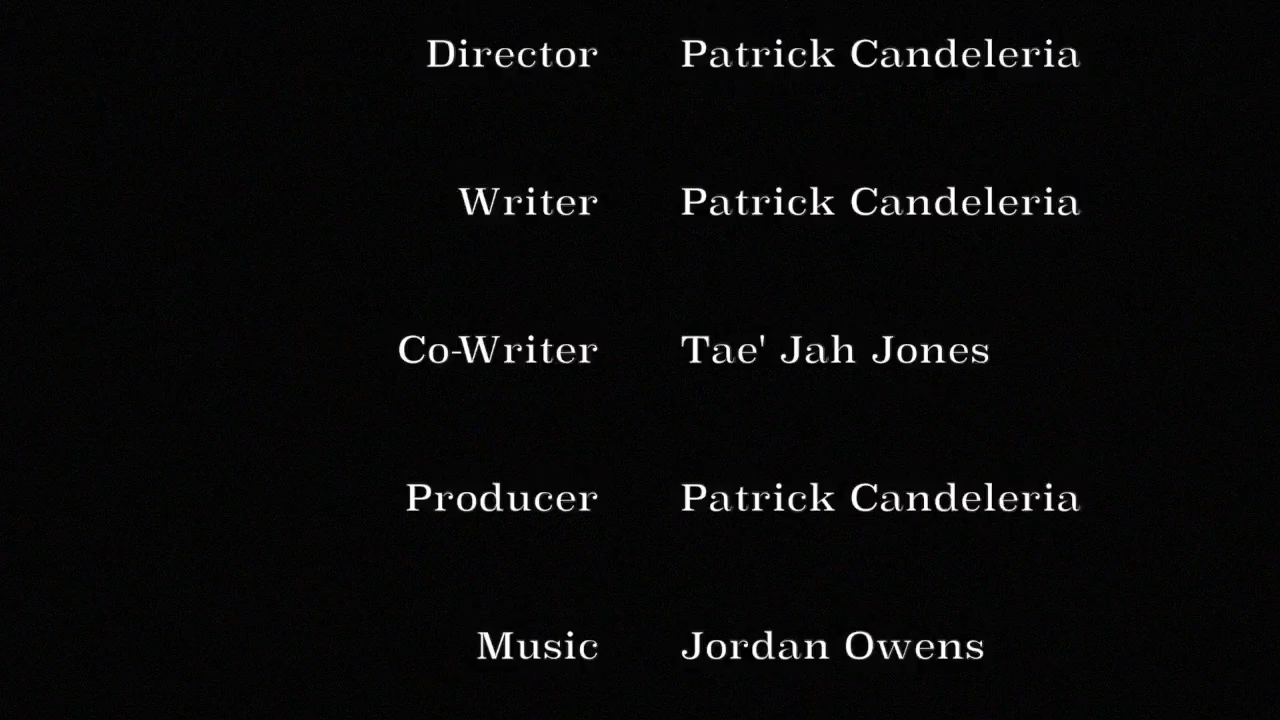 Director Patrick Candeleria
Writer Patrick Candeleria
Co-Writer Tae' Jah Jones
Producer Patrick Candeleria
Music Jordan Owens